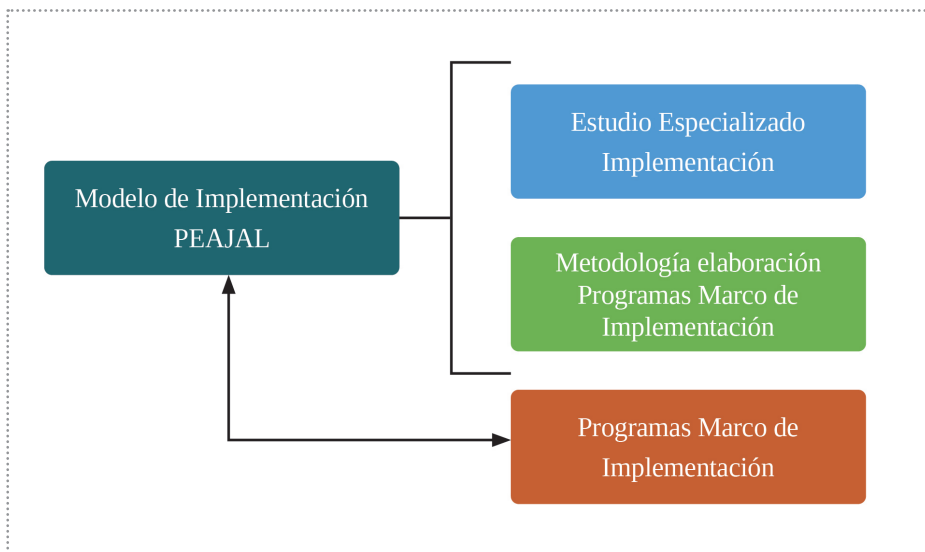 Estudio Especializado
Implementación
Modelo de Implementación
PEAJAL
Metodología elaboración
Programas Marco de
Implementación
Programas Marco de
Implementación